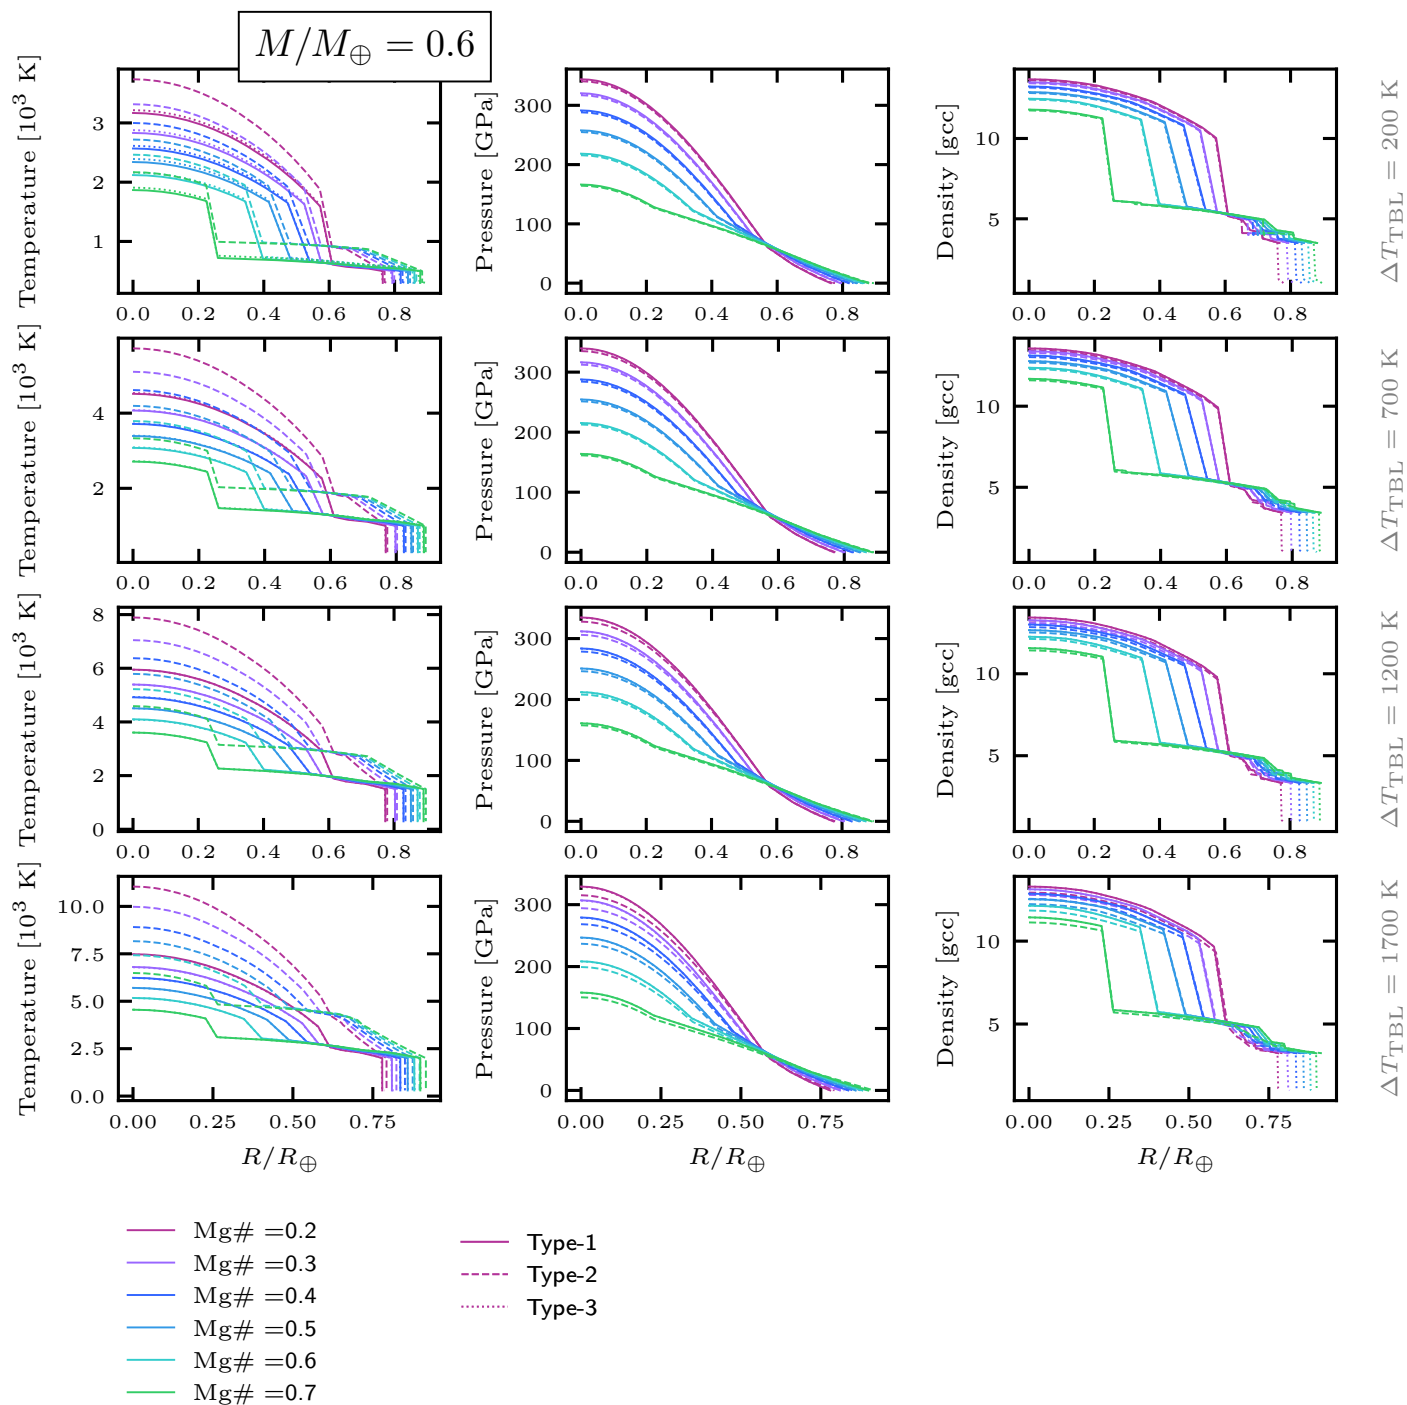 M/M⊕ = 0.6
Temperature [10³ K]
3
2
1
0.0 0.2 0.4 0.6 0.8
Pressure [GPa]
300
200
100
0
0.0 0.2 0.4 0.6 0.8
Density [gcc]
10
5
0.0 0.2 0.4 0.6 0.8
ΔT_TBL = 200 K
Temperature [10³ K]
4
2
0.0 0.2 0.4 0.6 0.8
Pressure [GPa]
300
200
100
0
0.0 0.2 0.4 0.6 0.8
Density [gcc]
10
5
0.0 0.2 0.4 0.6 0.8
ΔT_TBL = 700 K
Temperature [10³ K]
8
6
4
2
0
0.0 0.2 0.4 0.6 0.8
Pressure [GPa]
300
200
100
0
0.0 0.2 0.4 0.6 0.8
Density [gcc]
10
5
0.0 0.2 0.4 0.6 0.8
ΔT_TBL = 1200 K
Temperature [10³ K]
10.0
7.5
5.0
2.5
0.0
0.00 0.25 0.50 0.75
R/R⊕
Pressure [GPa]
300
200
100
0
0.00 0.25 0.50 0.75
R/R⊕
Density [gcc]
10
5
0.00 0.25 0.50 0.75
R/R⊕
ΔT_TBL = 1700 K
Mg# =0.2
Mg# =0.3
Mg# =0.4
Mg# =0.5
Mg# =0.6
Mg# =0.7
Type-1
Type-2
Type-3